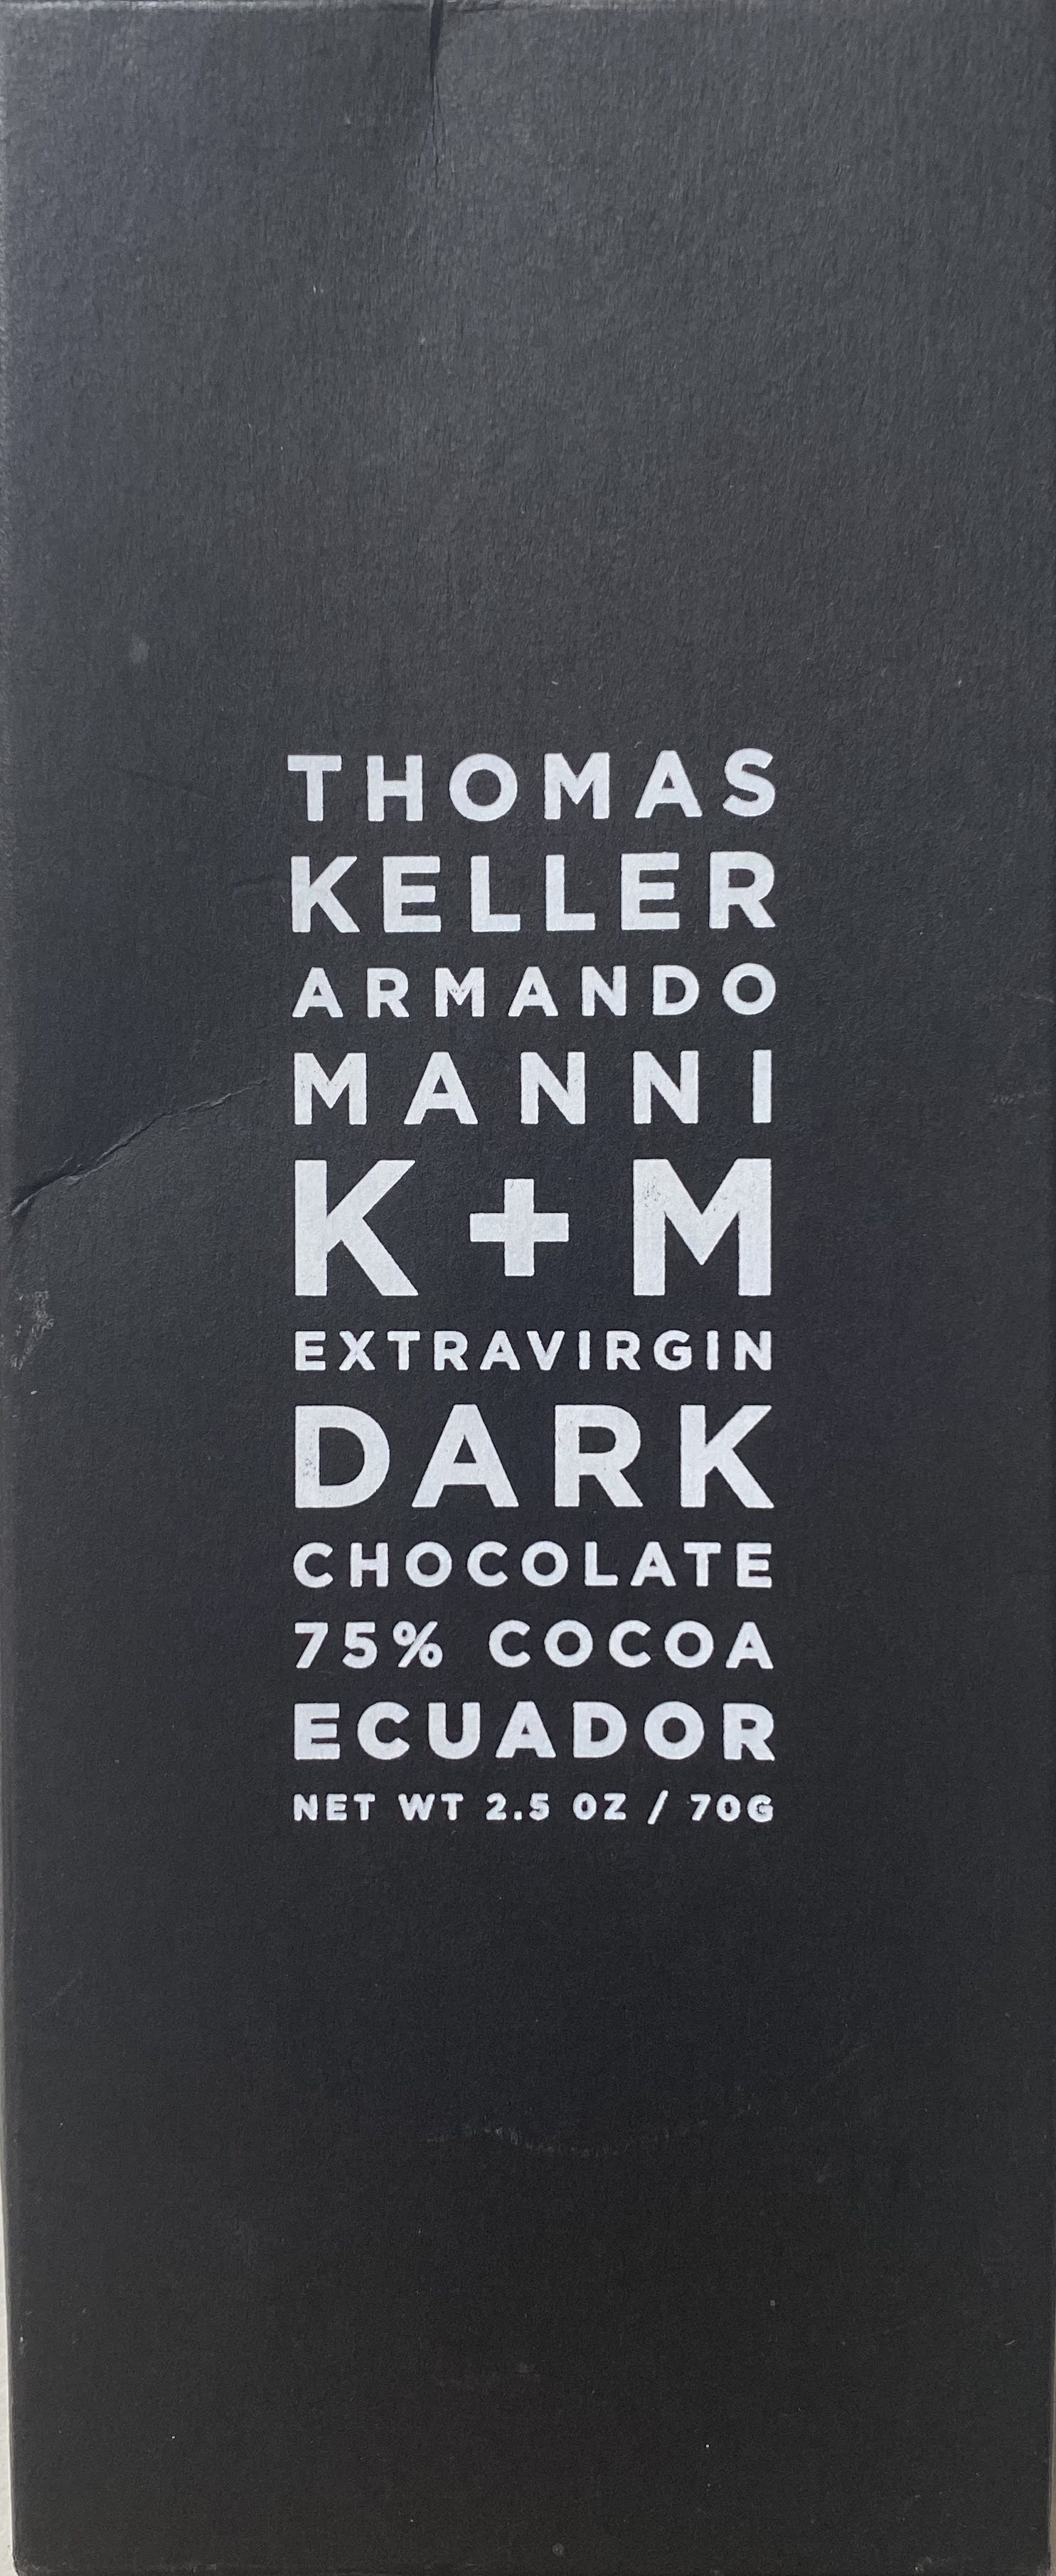 THOMAS
KELLER
ARMANDO
MANNI
K + M
EXTRAVIRGIN
DARK
CHOCOLATE
75% COCOA
ECUADOR
NET WT 2.5 OZ / 70G